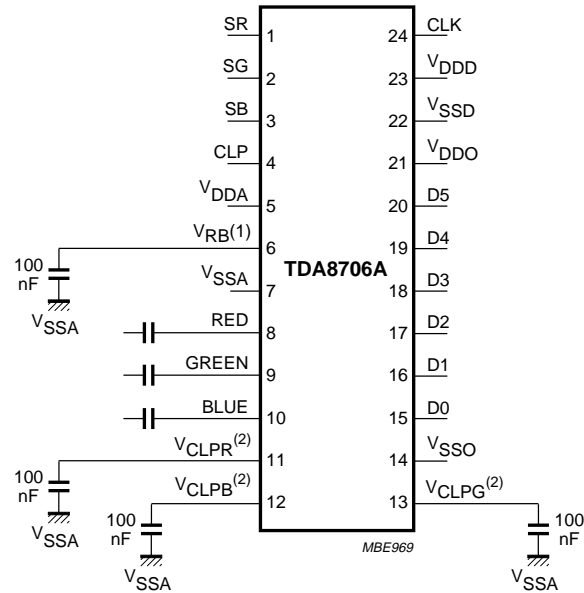 SR 1 24 CLK
SG 2 23 VDDD
SB 3 22 VSSD
CLP 4 21 VDDO
VDDA 5 20 D5
VRB(1) 6 19 D4
100 nF
VSSA
TDA8706A
VSSA 7 18 D3
RED 8 17 D2
GREEN 9 16 D1
BLUE 10 15 D0
VCLPR(2) 11 14 VSSO
100 nF
VSSA
VCLPB(2) 12 13 VCLPG(2)
100 nF
VSSA
100 nF
VSSA
MBE969